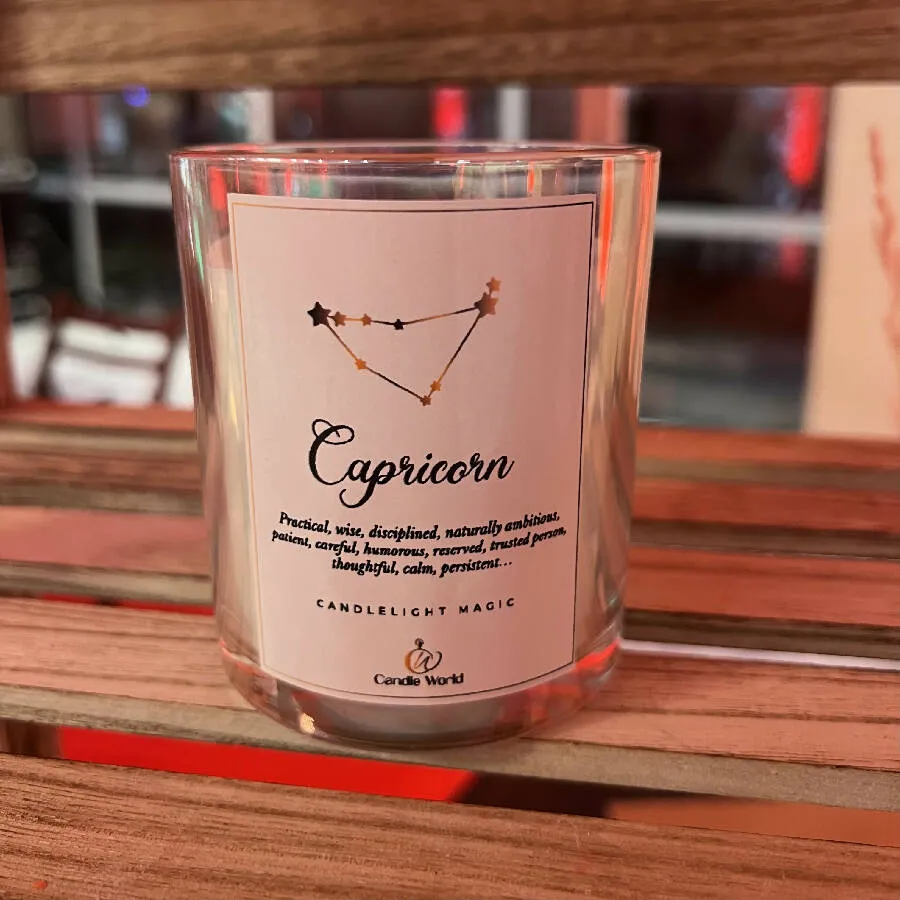 Capricorn
Practical, wise, disciplined, naturally ambitious,
patient, careful, humorous, reserved, trusted person,
thoughtful, calm, persistent...
CANDLELIGHT MAGIC
CW
Candle World